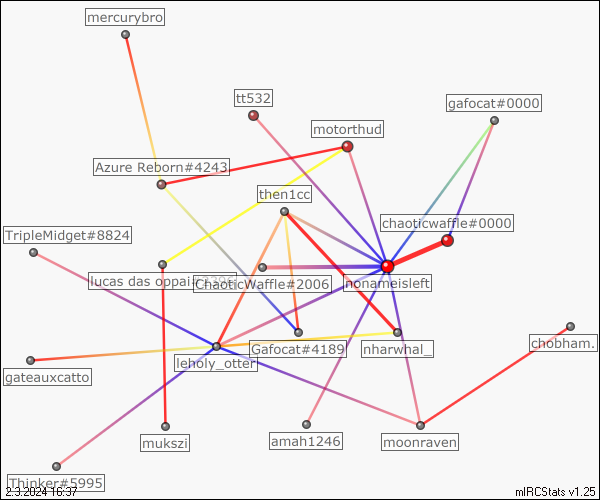 mercurybro
tt532
gafocat#0000
motorthud
Azure Reborn#4243
then1cc
chaoticwaffle#0000
TripleMidget#8824
lucas das oppai
ChaoticWaffle#2006
nonameisleft
chobham.
Gafocat#4189
nharwhal_
leholy_otter
gateauxcatto
mukszi
amah1246
moonraven
Thinker#5995
2.3.2024 16:37
mIRCStats v1.25